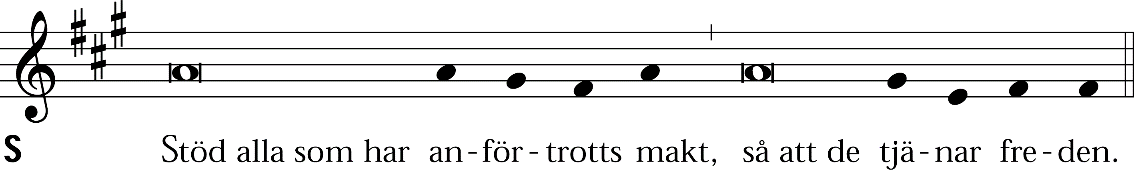 S Stöd alla som har an-för-trotts makt, så att de tjä-nar fre-den.